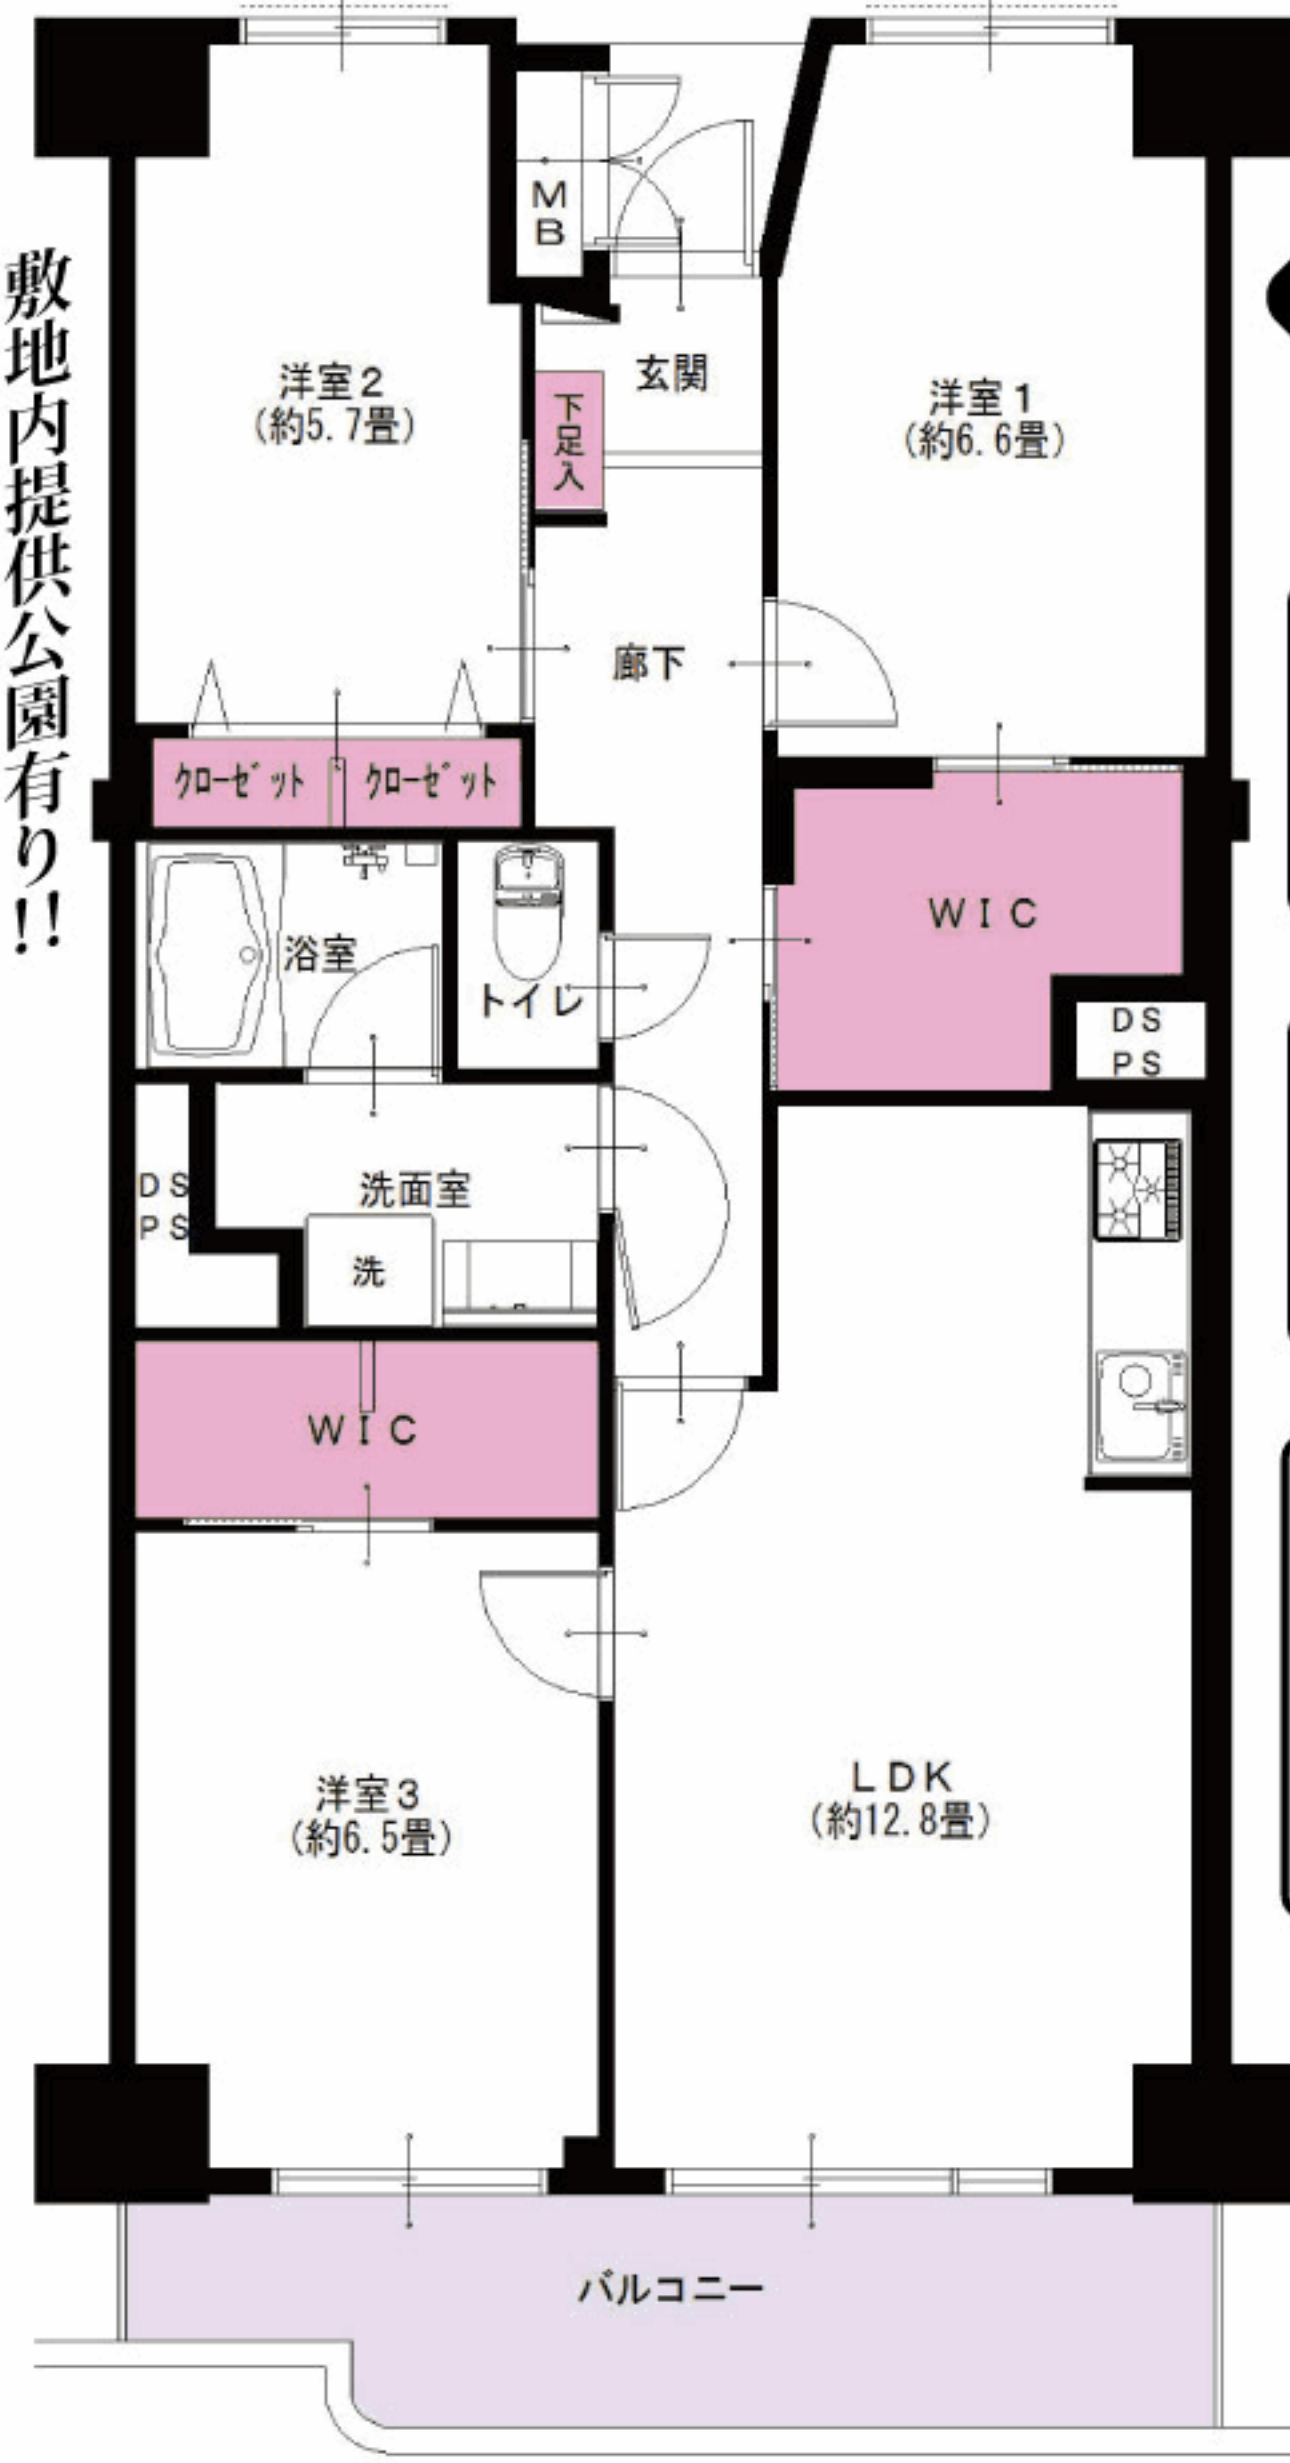 敷地内提供公園有り!!
MB
洋室2
(約5.7畳)
玄関
下足入
洋室1
(約6.6畳)
廊下
クローゼット
クローゼット
浴室
トイレ
WIC
DS
PS
DS
PS
洗面室
洗
WIC
洋室3
(約6.5畳)
LDK
(約12.8畳)
バルコニー